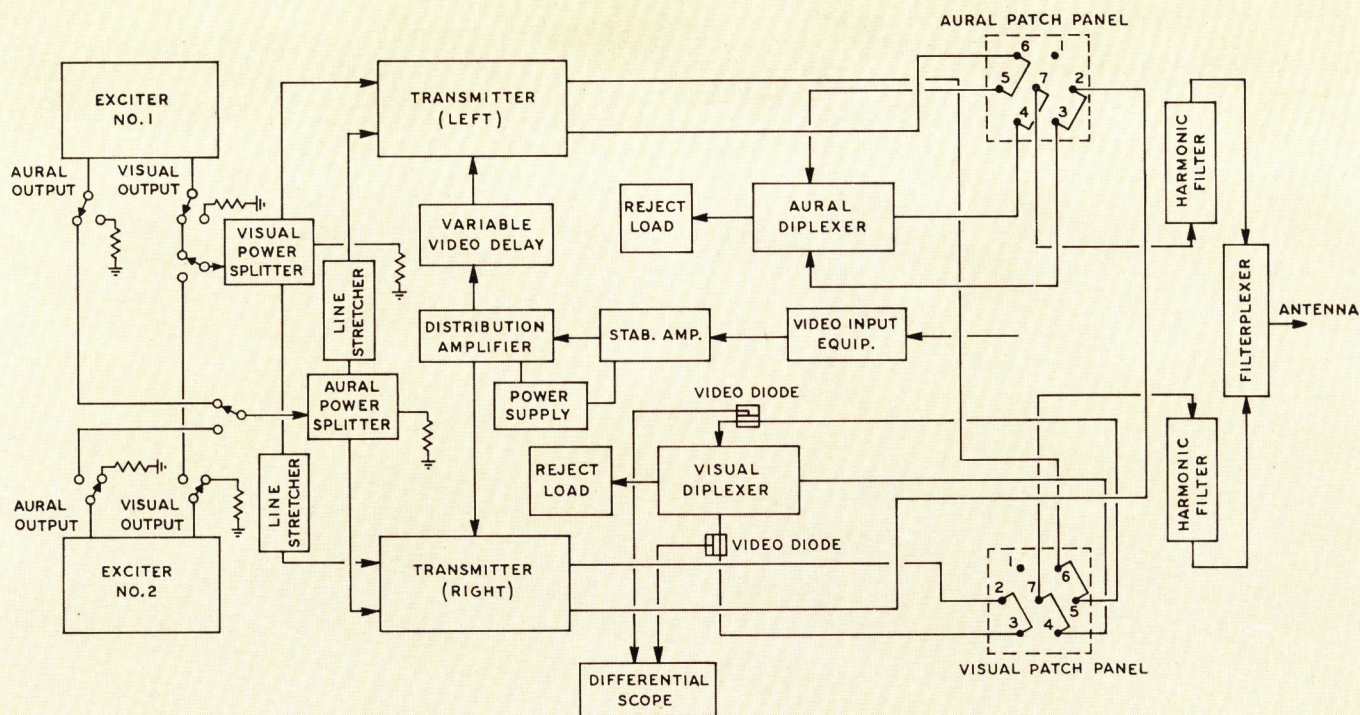 AURAL PATCH PANEL
6
1
5
7
2
4
3
EXCITER
NO.1
TRANSMITTER
(LEFT)
HARMONIC
FILTER
AURAL
OUTPUT
VISUAL
OUTPUT
VISUAL
POWER
SPLITTER
VARIABLE
VIDEO DELAY
REJECT
LOAD
AURAL
DIPLEXER
LINE
STRETCHER
DISTRIBUTION
AMPLIFIER
STAB. AMP.
VIDEO INPUT
EQUIP.
FILTERPLEXER
ANTENNA
AURAL
POWER
SPLITTER
POWER
SUPPLY
VIDEO DIODE
LINE
STRETCHER
REJECT
LOAD
VISUAL
DIPLEXER
HARMONIC
FILTER
AURAL
OUTPUT
VISUAL
OUTPUT
VIDEO DIODE
EXCITER
NO.2
TRANSMITTER
(RIGHT)
1
6
2
7
5
3
4
VISUAL PATCH PANEL
DIFFERENTIAL
SCOPE